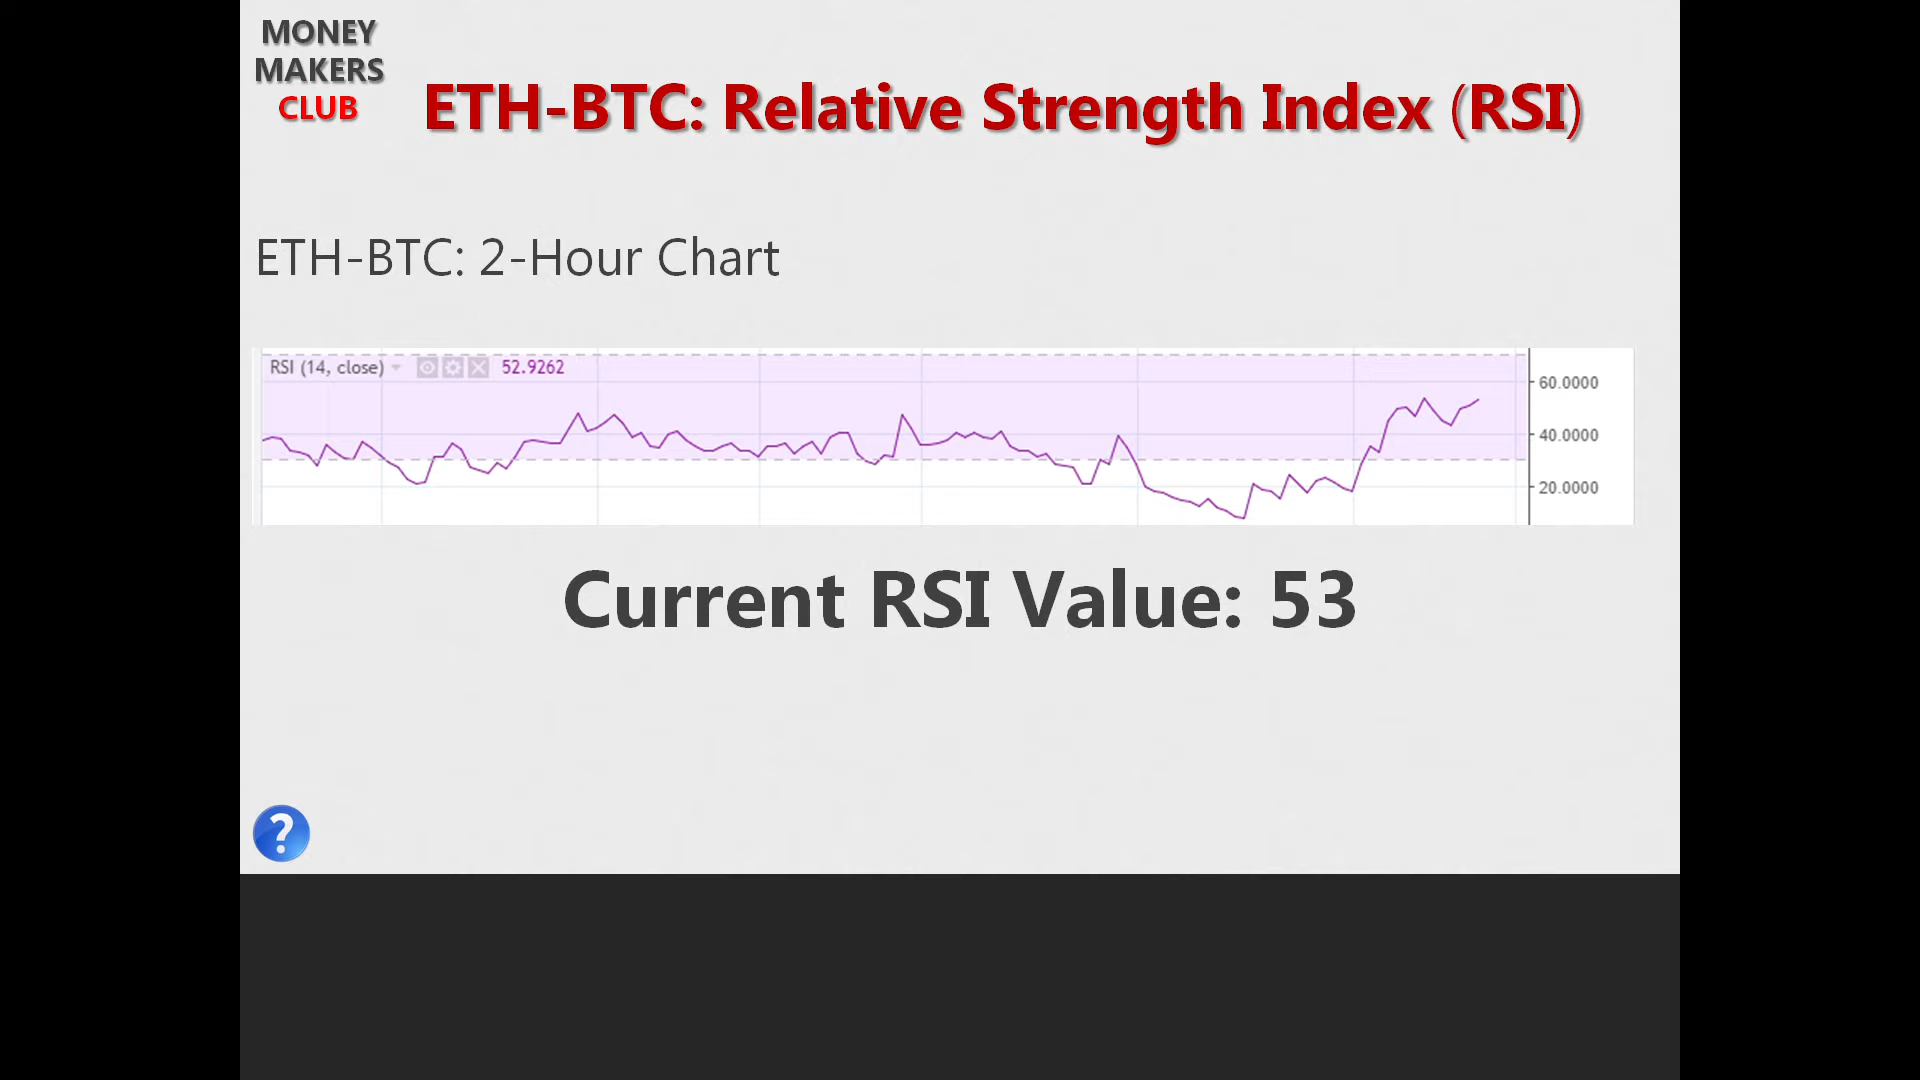 MONEY
MAKERS
CLUB
ETH-BTC: Relative Strength Index (RSI)
ETH-BTC: 2-Hour Chart
RSI (14, close) 52.9262
60.0000
40.0000
20.0000
Current RSI Value: 53
?